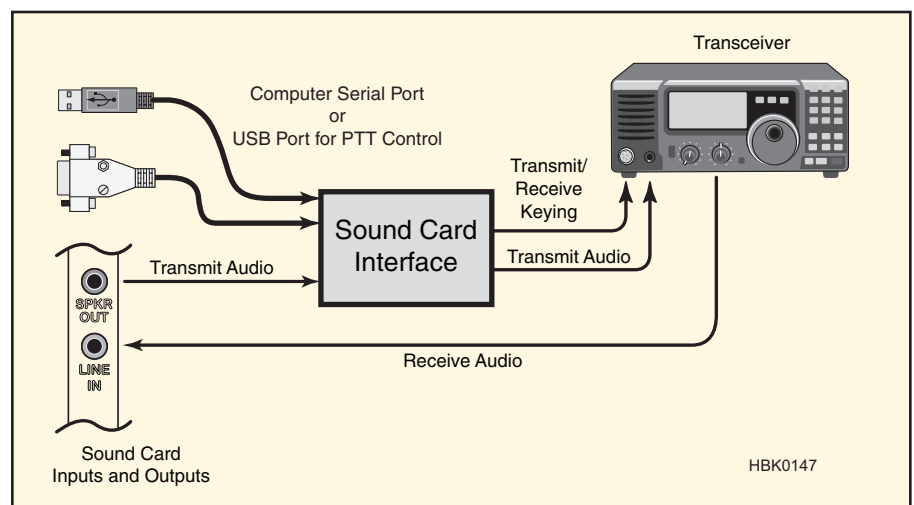 Transceiver
Computer Serial Port
or
USB Port for PTT Control
Transmit/
Receive
Keying
Sound Card
Interface
Transmit Audio
Transmit Audio
SPKR
OUT
LINE
IN
Receive Audio
Sound Card
Inputs and Outputs
HBK0147